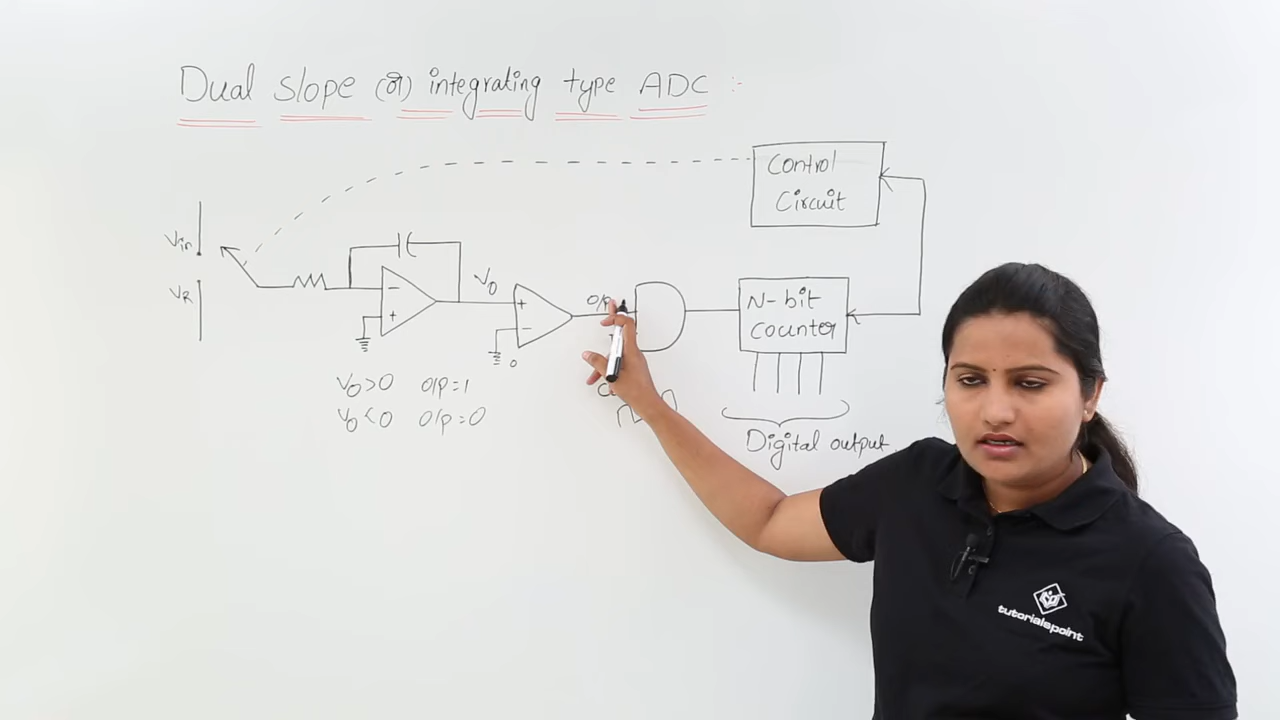 Dual slope (or) integrating type ADC :-
Control
Circuit
Vin
VR
-
+
V0
+
-
0
o/p
N-bit
Counter
V0>0 o/p=1
V0<0 o/p=0
Digital output.
tutorialspoint